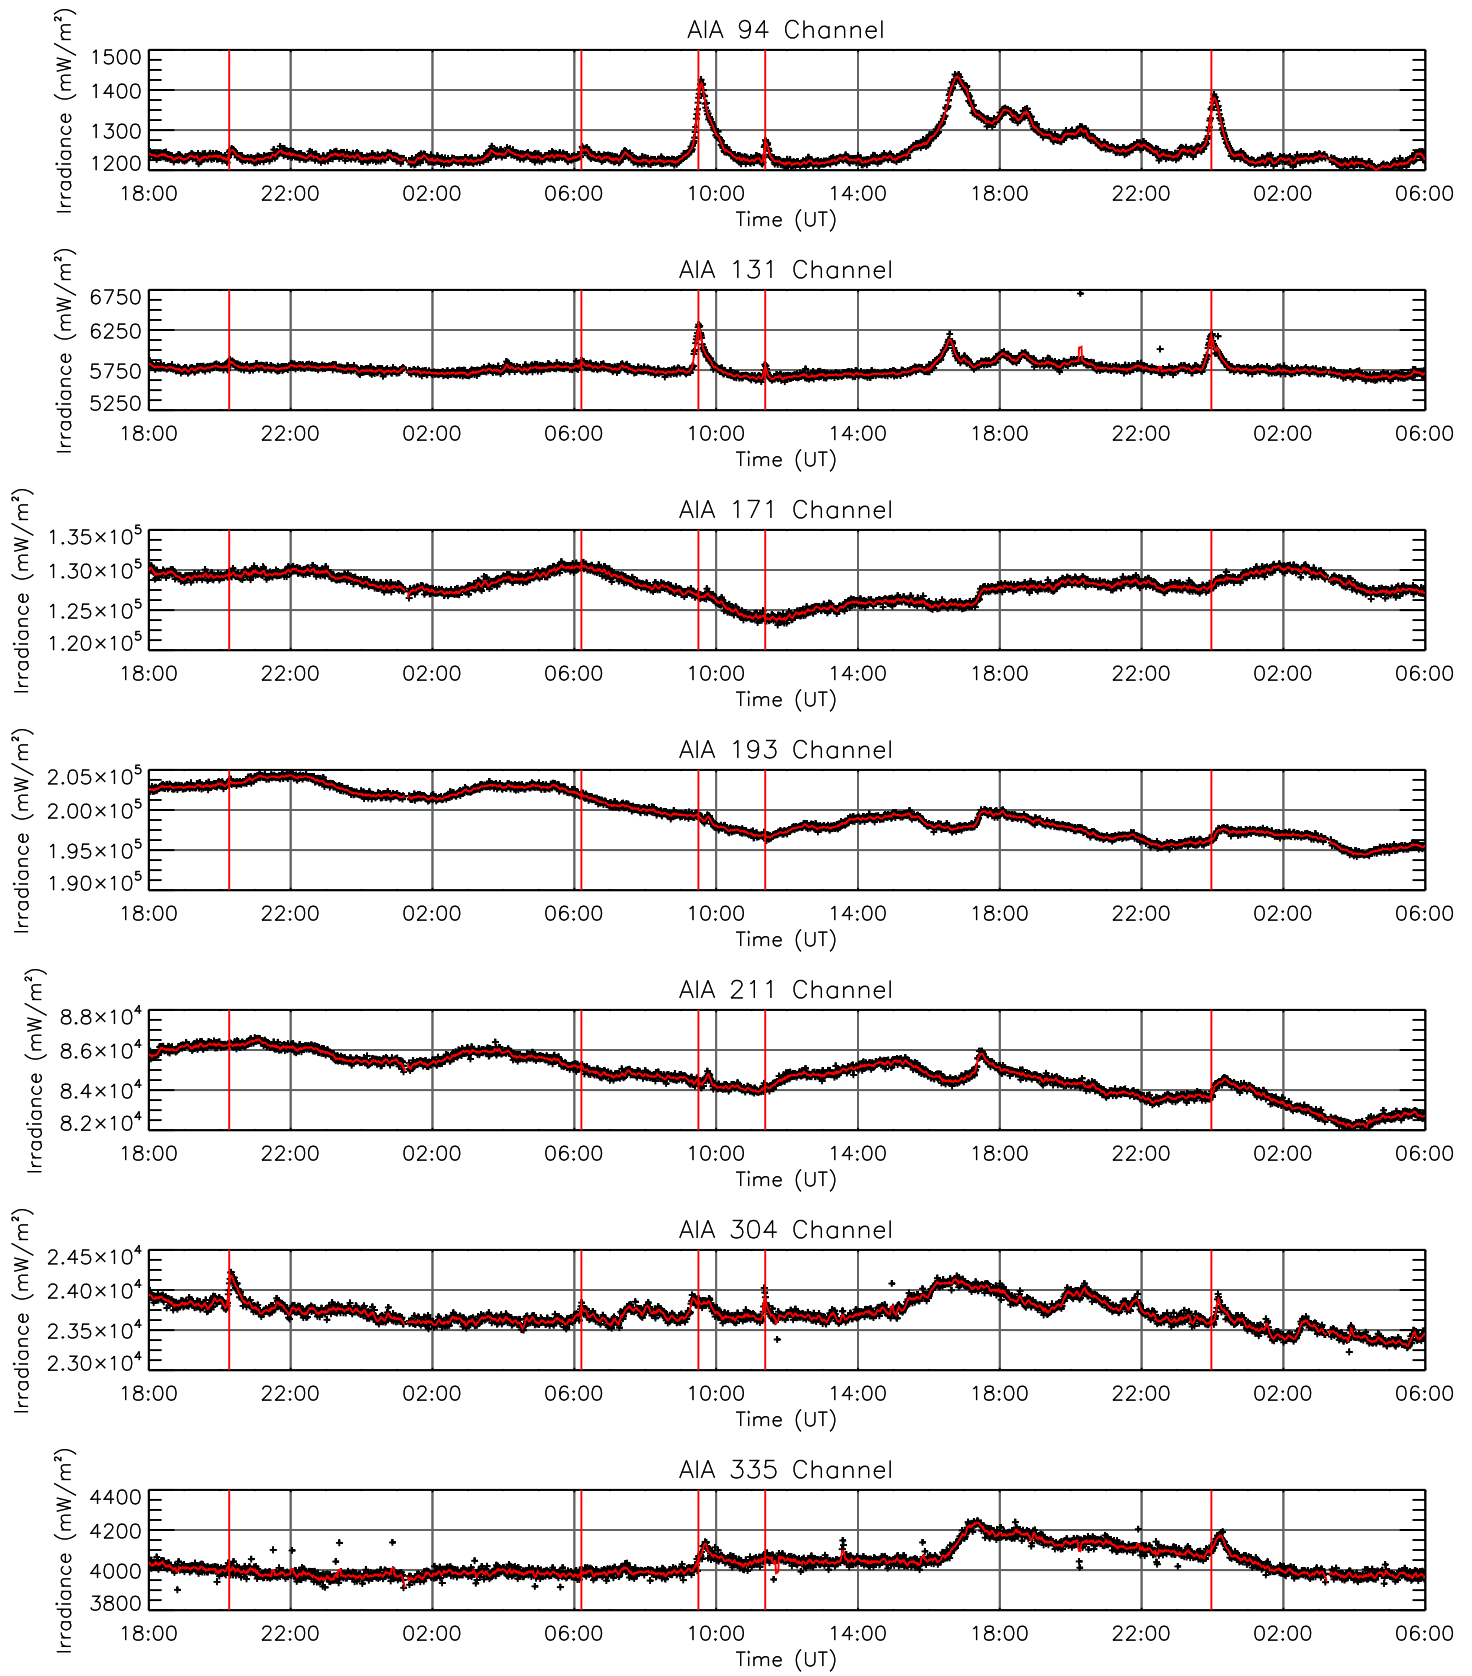 AIA 94 Channel
Irradiance (mW/m²)
1500
1400
1300
1200
18:00 22:00 02:00 06:00 10:00 14:00 18:00 22:00 02:00 06:00
Time (UT)
AIA 131 Channel
Irradiance (mW/m²)
6750
6250
5750
5250
18:00 22:00 02:00 06:00 10:00 14:00 18:00 22:00 02:00 06:00
Time (UT)
AIA 171 Channel
Irradiance (mW/m²)
1.35×10⁵
1.30×10⁵
1.25×10⁵
1.20×10⁵
18:00 22:00 02:00 06:00 10:00 14:00 18:00 22:00 02:00 06:00
Time (UT)
AIA 193 Channel
Irradiance (mW/m²)
2.05×10⁵
2.00×10⁵
1.95×10⁵
1.90×10⁵
18:00 22:00 02:00 06:00 10:00 14:00 18:00 22:00 02:00 06:00
Time (UT)
AIA 211 Channel
Irradiance (mW/m²)
8.8×10⁴
8.6×10⁴
8.4×10⁴
8.2×10⁴
18:00 22:00 02:00 06:00 10:00 14:00 18:00 22:00 02:00 06:00
Time (UT)
AIA 304 Channel
Irradiance (mW/m²)
2.45×10⁴
2.40×10⁴
2.35×10⁴
2.30×10⁴
18:00 22:00 02:00 06:00 10:00 14:00 18:00 22:00 02:00 06:00
Time (UT)
AIA 335 Channel
Irradiance (mW/m²)
4400
4200
4000
3800
18:00 22:00 02:00 06:00 10:00 14:00 18:00 22:00 02:00 06:00
Time (UT)